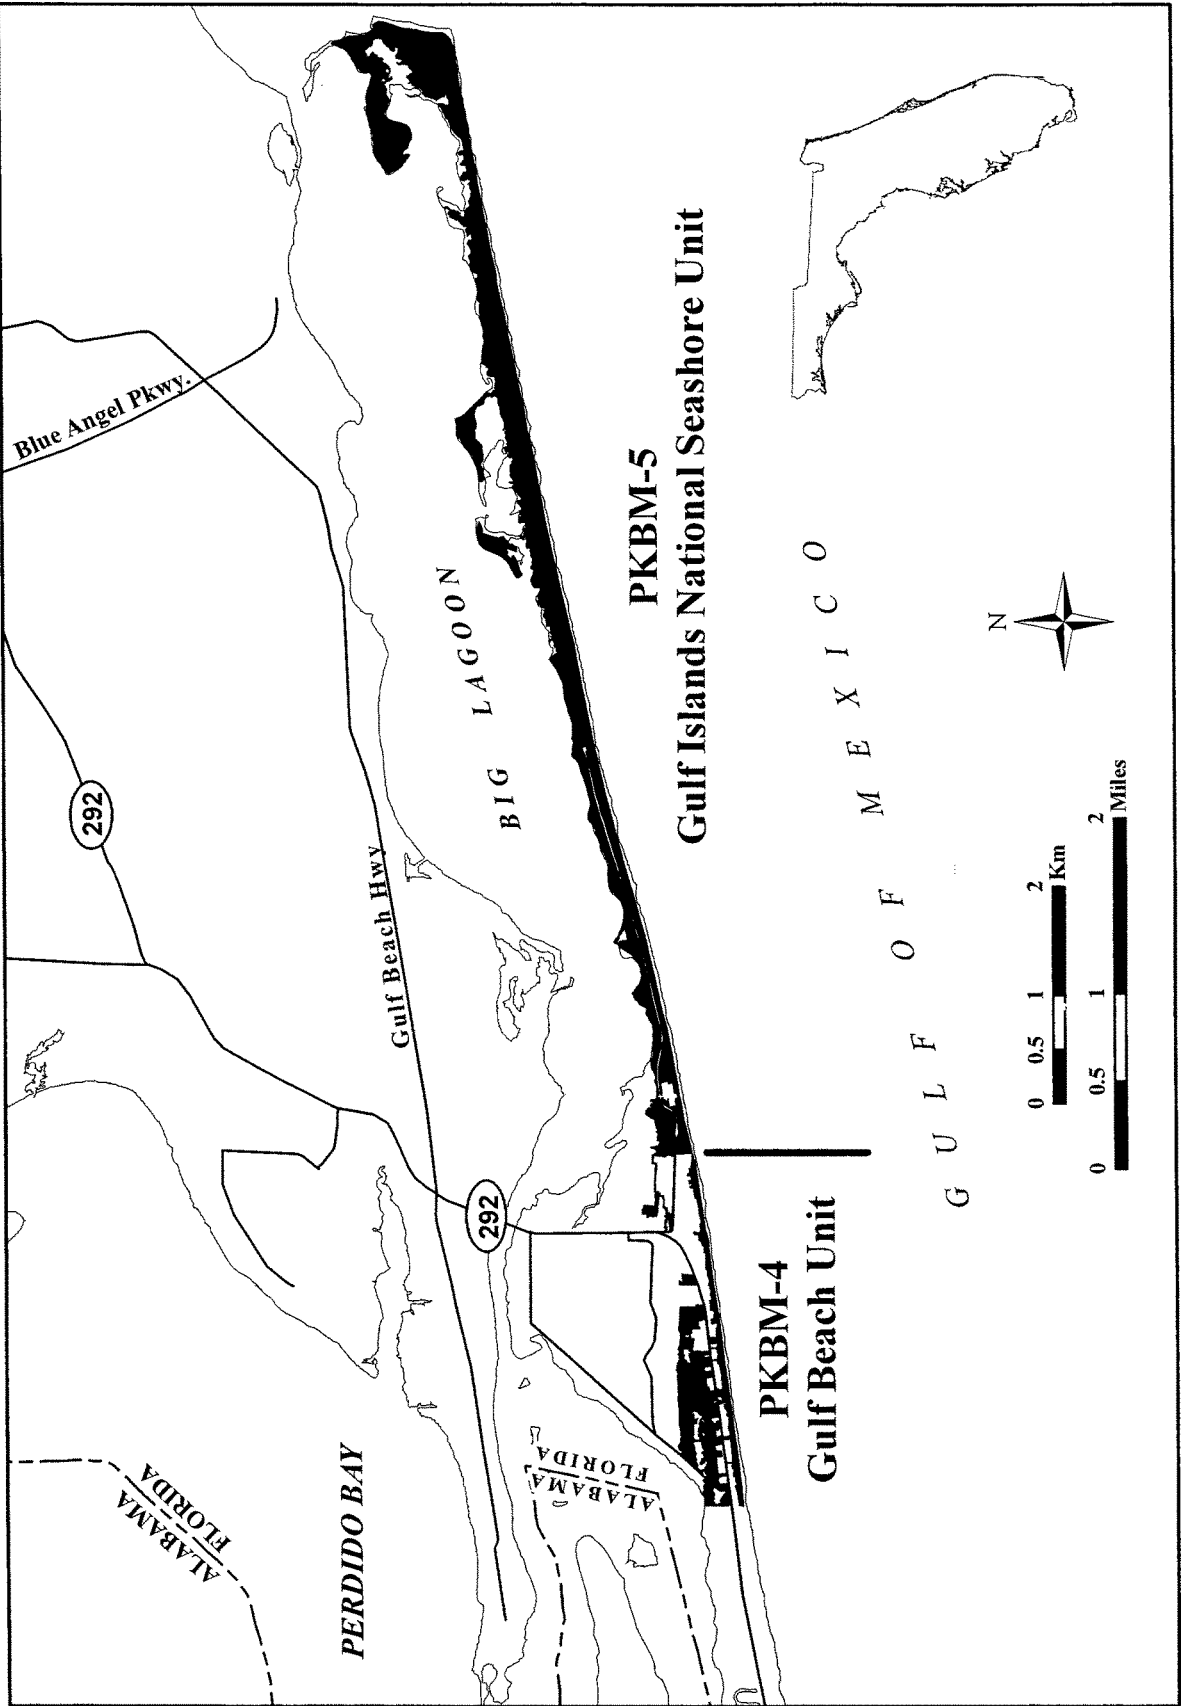 Blue Angel Pkwy.
292
Gulf Beach Hwy
BIG LAGOON
292
PERDIDO BAY
ALABAMA
FLORIDA
ALABAMA
FLORIDA
PKBM-5
Gulf Islands National Seashore Unit
PKBM-4
Gulf Beach Unit
GULF OF MEXICO
N
0 0.5 1 2
Km
0 0.5 1 2
Miles